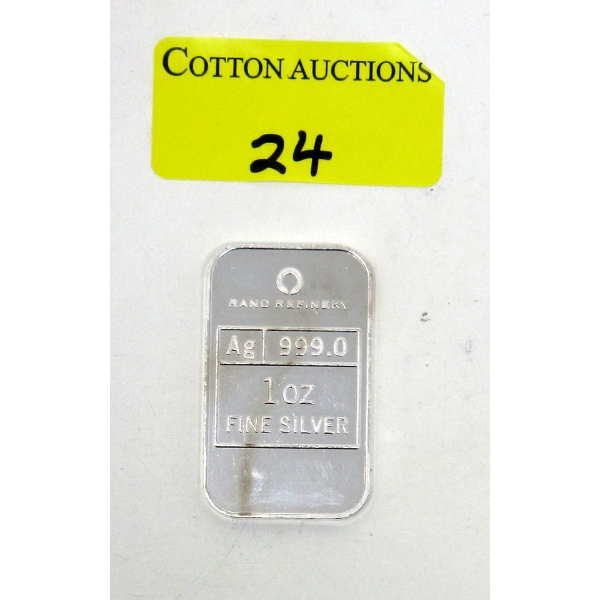 COTTON AUCTIONS
24
RAND REFINERY
Ag 999.0
1 OZ
FINE SILVER